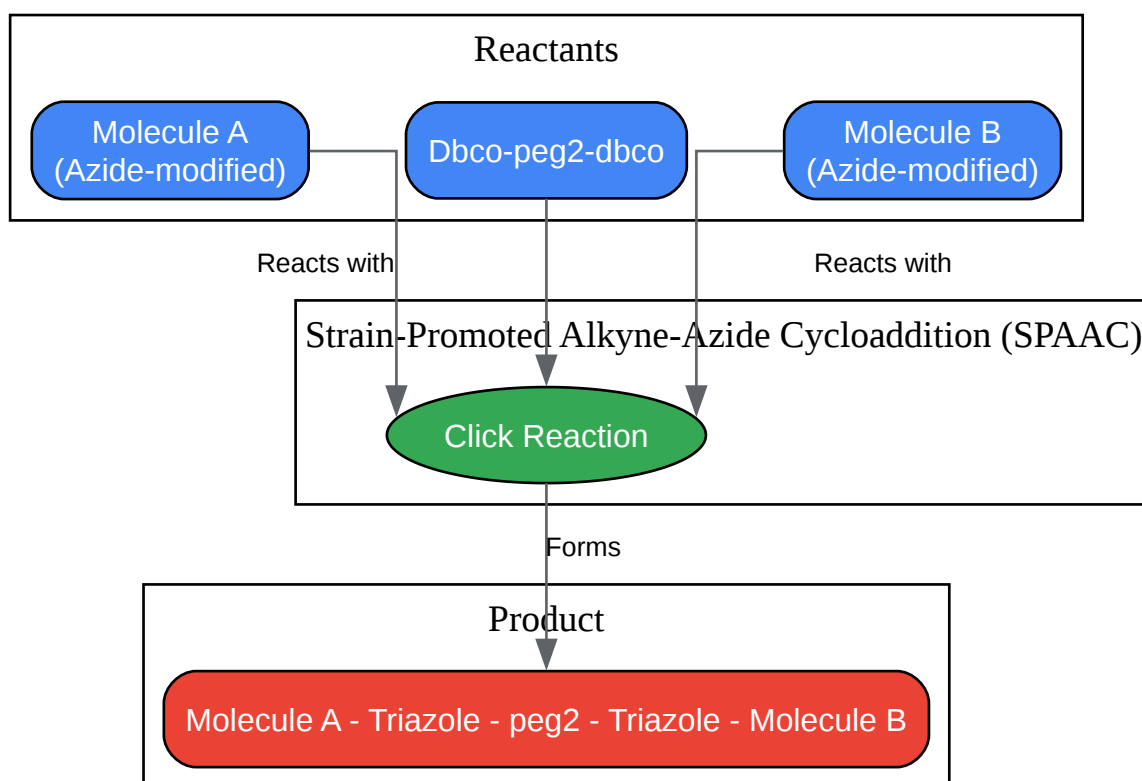 Reactants
Molecule A
(Azide-modified)
Dbco-peg2-dbco
Molecule B
(Azide-modified)
Reacts with
Reacts with
Strain-Promoted Alkyne-Azide Cycloaddition (SPAAC)
Click Reaction
Forms
Product
Molecule A - Triazole - peg2 - Triazole - Molecule B